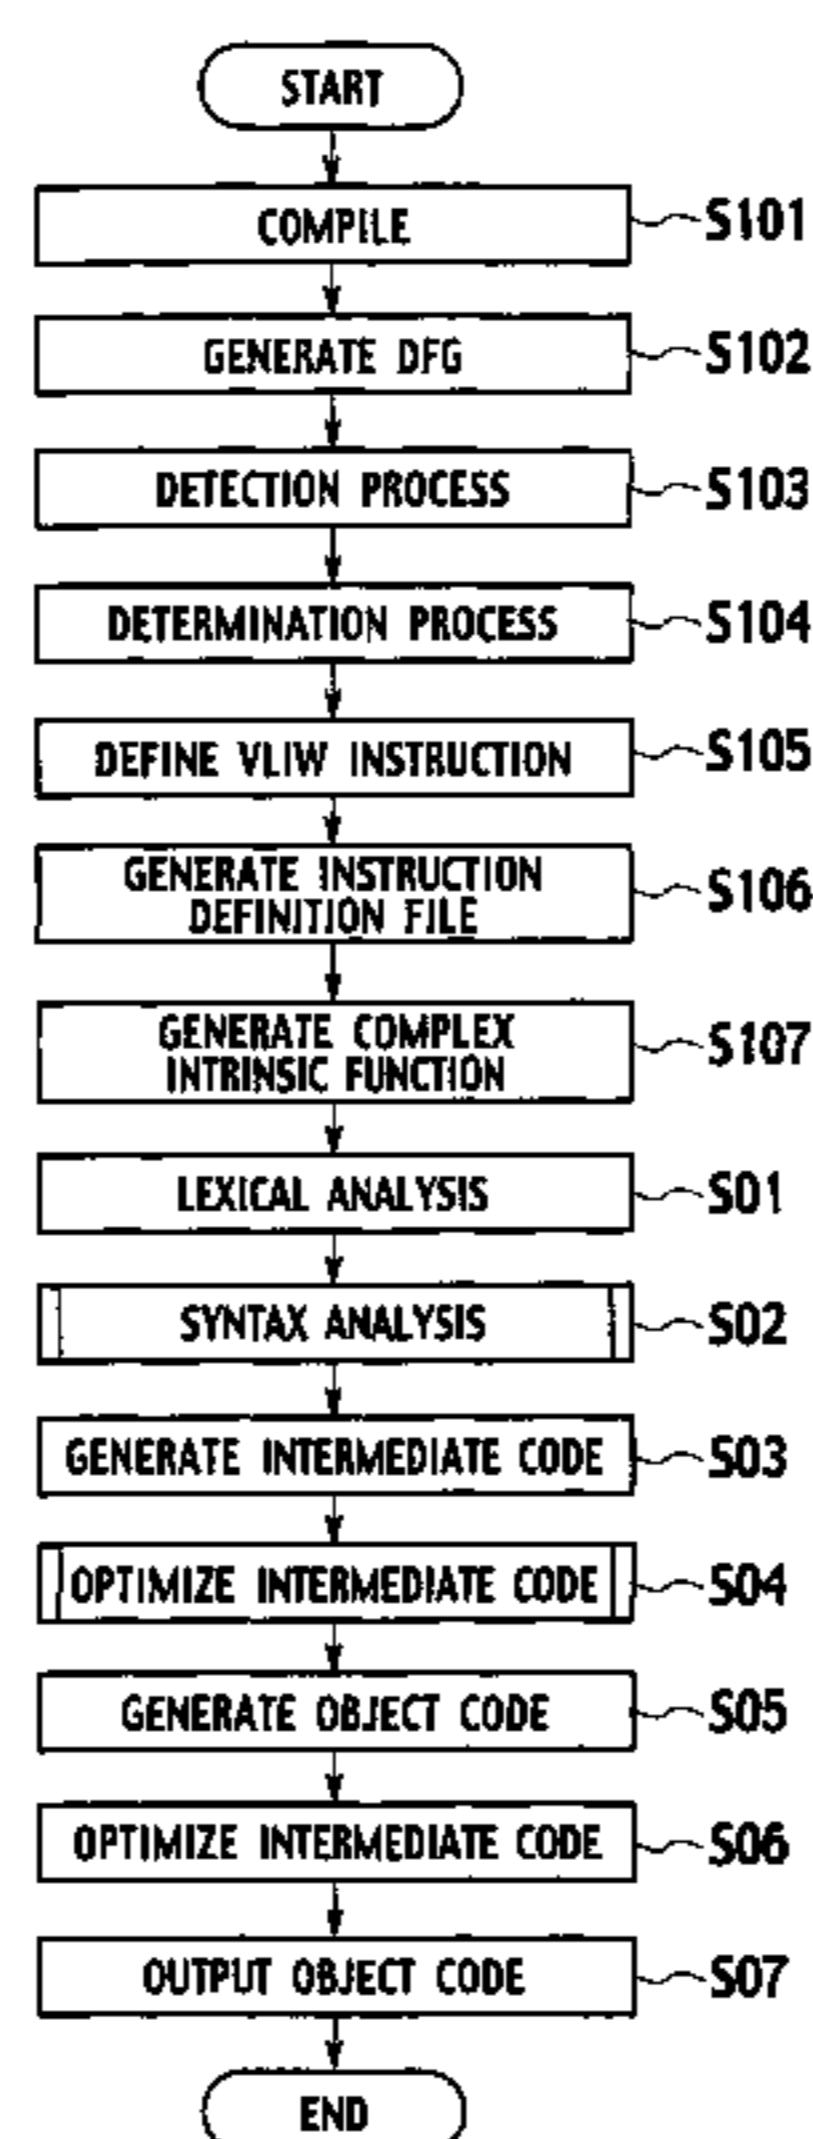 START
COMPILE S101
GENERATE DFG S102
DETECTION PROCESS S103
DETERMINATION PROCESS S104
DEFINE VLIW INSTRUCTION S105
GENERATE INSTRUCTION
DEFINITION FILE S106
GENERATE COMPLEX
INTRINSIC FUNCTION S107
LEXICAL ANALYSIS S01
SYNTAX ANALYSIS S02
GENERATE INTERMEDIATE CODE S03
OPTIMIZE INTERMEDIATE CODE S04
GENERATE OBJECT CODE S05
OPTIMIZE INTERMEDIATE CODE S06
OUTPUT OBJECT CODE S07
END